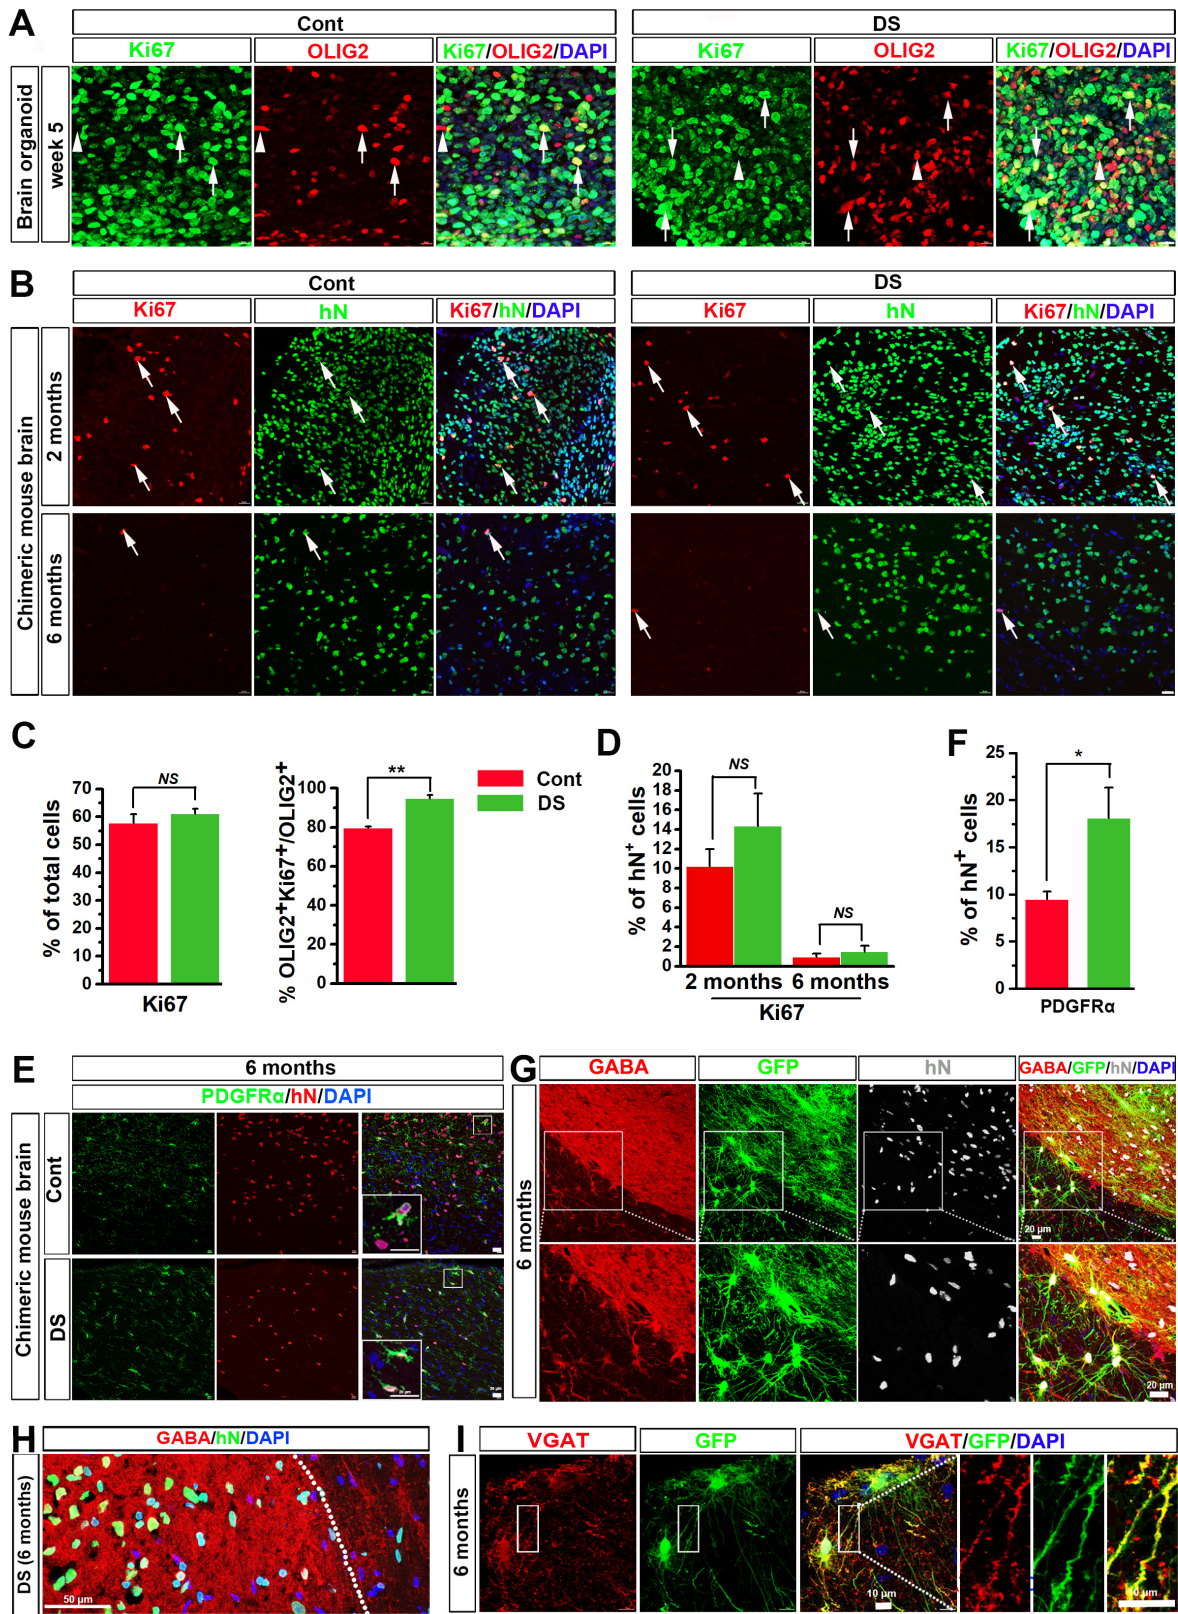 A
Cont
DS
Ki67
OLIG2
Ki67/OLIG2/DAPI
Ki67
OLIG2
Ki67/OLIG2/DAPI
Brain organoid
week 5
B
Cont
DS
Ki67
hN
Ki67/hN/DAPI
Ki67
hN
Ki67/hN/DAPI
Chimeric mouse brain
2 months
6 months
C
% of total cells
70
60
50
40
30
20
10
0
NS
Ki67
% OLIG2+Ki67+/OLIG2+
100
80
60
40
20
0
**
Cont
DS
D
% of hN+ cells
20
18
16
14
12
10
8
6
4
2
0
NS
NS
2 months 6 months
Ki67
F
% of hN+ cells
25
20
15
10
5
0
*
PDGFRα
E
6 months
PDGFRα/hN/DAPI
Chimeric mouse brain
Cont
DS
20 µm
20 µm
G
GABA
GFP
hN
GABA/GFP/hN/DAPI
6 months
20 µm
20 µm
H
GABA/hN/DAPI
DS (6 months)
50 µm
I
VGAT
GFP
VGAT/GFP/DAPI
6 months
10 µm
10 µm